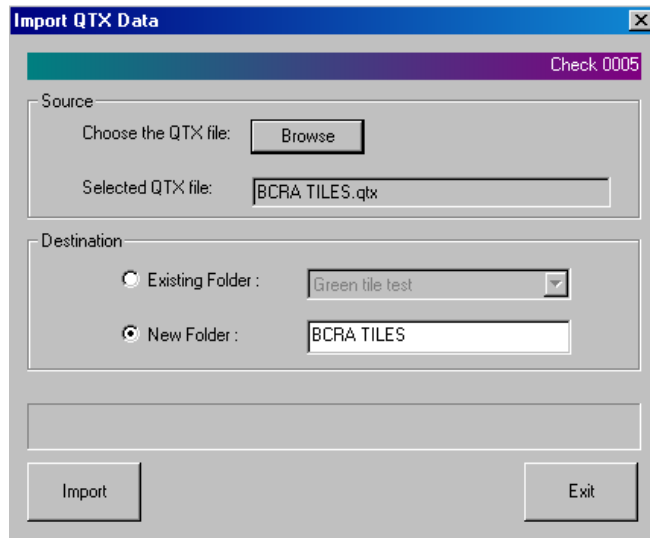 Import QTX Data
Check 0005
Source
Choose the QTX file: Browse
Selected QTX file: BCRA TILES.qtx
Destination
Existing Folder : Green tile test
New Folder : BCRA TILES
Import Exit